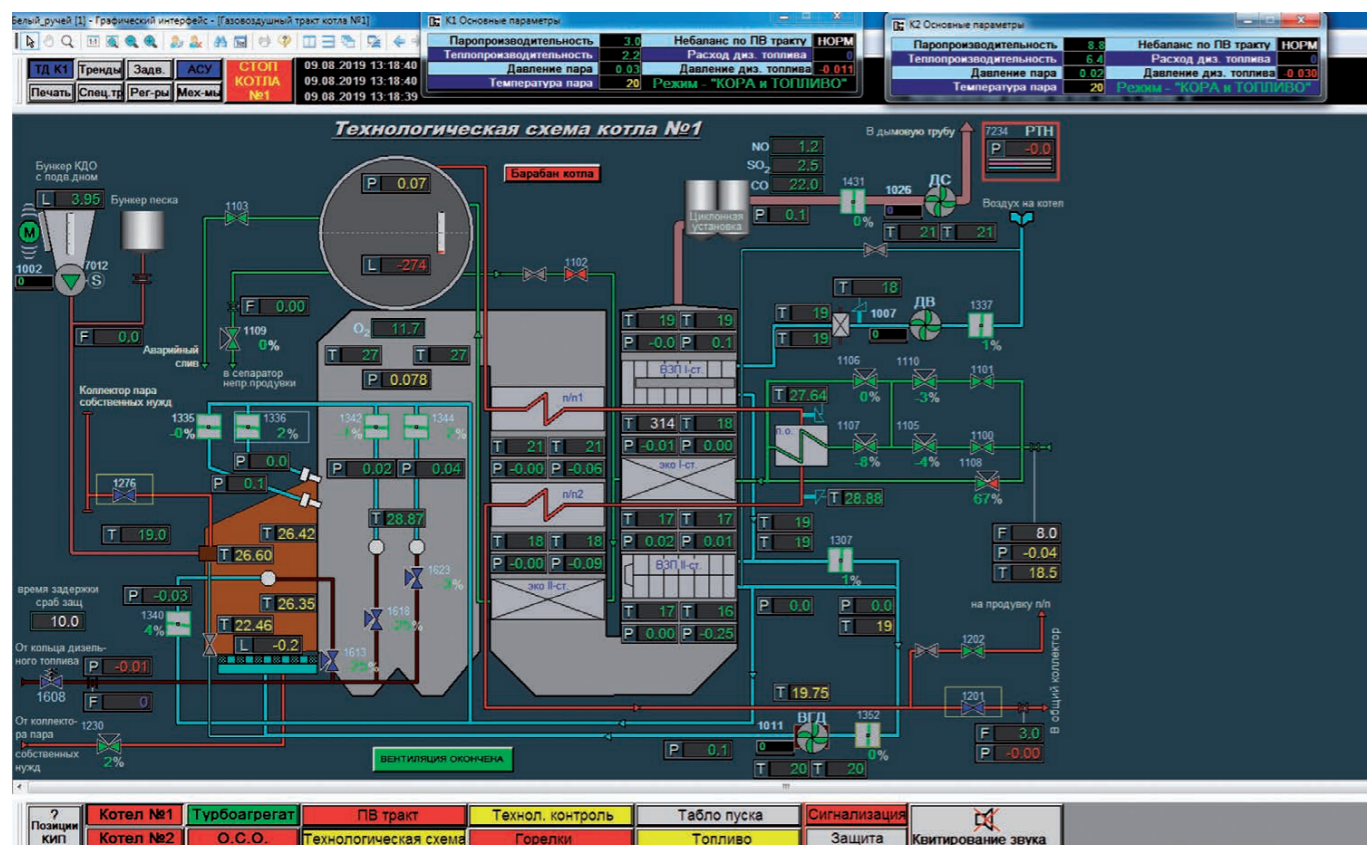 Белый_ручей [1] - Графический интерфейс - [Газовоздушный тракт котла №1]
К1 Основные параметры
К2 Основные параметры
Паропроизводительность 3.0 Небаланс по ПВ тракту НОРМ
Теплопроизводительность 2.2 Расход диз. топлива 0
Давление пара 0 03 Давление диз. топлива -0 011
Температура пара 20 Режим - "КОРА и ТОПЛИВО"
Паропроизводительность 8.8 Небаланс по ПВ тракту НОРМ
Теплопроизводительность 6.4 Расход диз. топлива 0
Давление пара 0 02 Давление диз. топлива -0 030
Температура пара 20 Режим - "КОРА и ТОПЛИВО"
ТД К1 Тренды Задв. АСУ СТОП КОТЛА №1
Печать Спец.тр Рег-ры Мех-мы
09.08.2019 13:18:40
09.08.2019 13:18:40
09.08.2019 13:18:39
Технологическая схема котла №1
В дымовую трубу
7234 РТН
P -0.0
Бункер КДО
с подв.дном
L 3.95
Бункер песка
M
1002
0
7012
S
F 0.0
1103
P 0.07
L -274
Барабан котла
NO 1.2
SO2 2.5
CO 22.0
Циклонная
установка
P 0.1
1431
0%
1026
0
ДС
T 21 T 21
Воздух на котел
1102
F 0.00
1109
0%
Аварийный
слив
в сепаратор
непр.продувки
O2 11.7
T 27
T 27
P 0.078
T 19 T 19
P -0.0 P 0.1
ВЗП I-ст.
T 18
T 19
T 19
1007
0
ДВ
1337
1%
Коллектор пара
собственных нужд
1335
-0%
1336
2%
1342
1344
P 0.0
P 0.1
P 0.02 P 0.04
п/п1
T 21 T 21
P -0.00 P -0.06
п/п2
T 314 T 18
P -0.01 P 0.00
эко I-ст.
T 27.64
п.о.
1106
0%
1110
-3%
1101
1107
-8%
1105
-4%
1100
1108
67%
T 28.88
1276
T 19.0
T 26.42
T 26.60
T 28.87
T 26.35
T 22.46
L -0.2
T 18 T 18
P -0.00 P -0.09
эко II-ст.
T 17 T 17
P 0.02 P 0.01
ВЗП II-ст.
T 17 T 16
P 0.00 P -0.25
T 19
T 19
1307
1%
F 8.0
P -0.04
T 18.5
время задержки
сраб защ
10.0
P -0.03
1340
4%
1623
1618
1613
P 0.0
P 0.0
T 19
на продувку п/п
1202
От кольца дизель-
ного топлива
P -0.01
1608
F 0
От коллекто-
ра пара
собственных
нужд
1230
2%
ВЕНТИЛЯЦИЯ ОКОНЧЕНА
T 19.75
1011
0
ВГД
1352
0%
P 0.1
T 20 T 20
1201
F 3.0
P -0.00
В общий коллектор
? Позиции КИП
Котел №1 Турбоагрегат ПВ тракт Технол. контроль Табло пуска Сигнализация
Котел №2 О.С.О. Технологическая схема Горелки Топливо Защита Квитирование звука